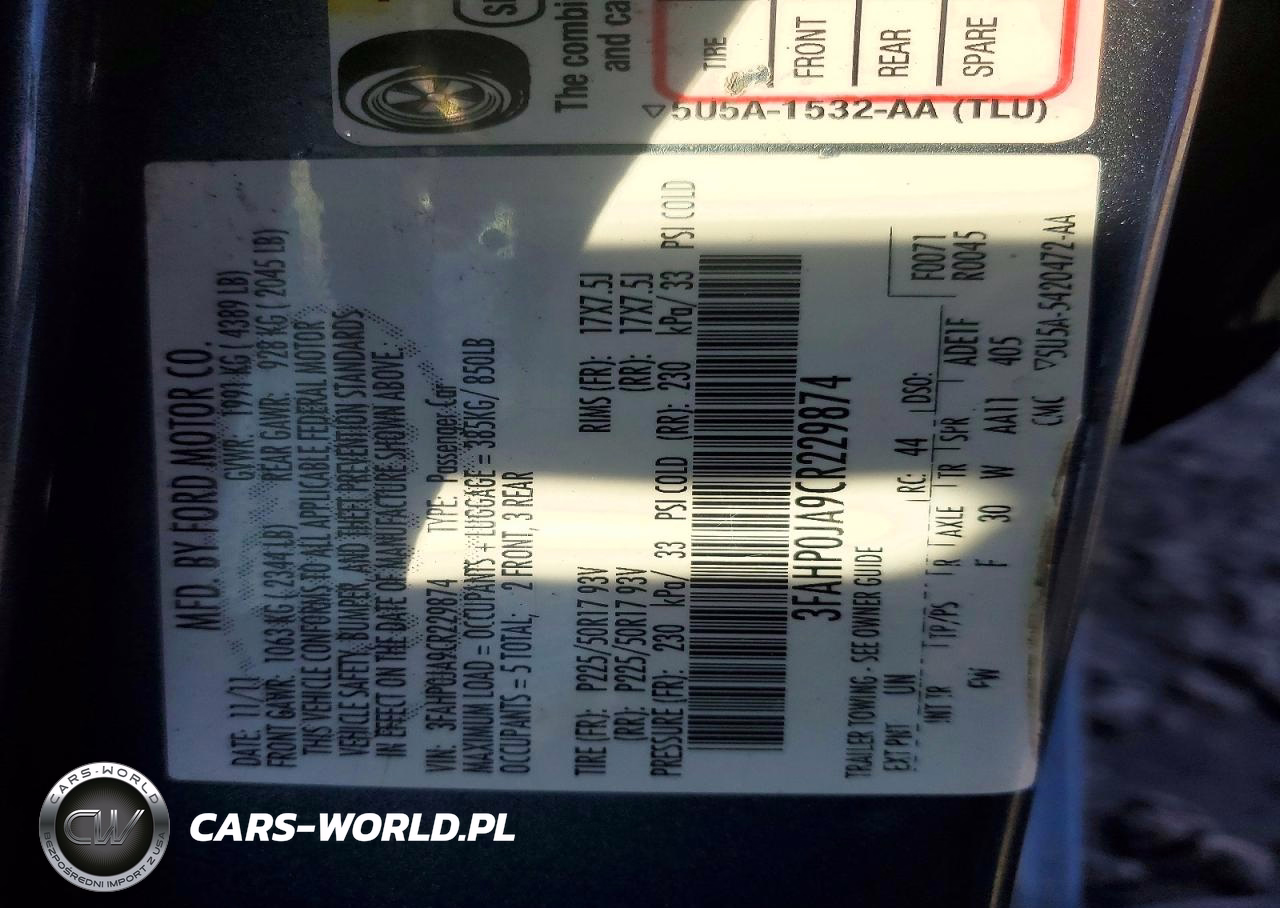 The combi
and ca
TIRE
FRONT
REAR
SPARE
5U5A-1532-AA (TLU)
MFD. BY FORD MOTOR CO.
DATE: 11/11 GVWR: 1991 KG ( 4389 LB)
FRONT GAWR: 1063 KG ( 2344 LB) REAR GAWR: 928 KG ( 2045 LB)
THIS VEHICLE CONFORMS TO ALL APPLICABLE FEDERAL MOTOR
VEHICLE SAFETY, BUMPER, AND THEFT PREVENTION STANDARDS
IN EFFECT ON THE DATE OF MANUFACTURE SHOWN ABOVE.
VIN: 3FAHP0JA9CR229874 TYPE: Passenger Car
MAXIMUM LOAD = OCCUPANTS + LUGGAGE = 385KG/ 850LB
OCCUPANTS = 5 TOTAL; 2 FRONT, 3 REAR
TIRE (FR): P225/50R17 93V RIMS (FR): 17X7.5J
(RR): P225/50R17 93V (RR): 17X7.5J
PRESSURE (FR): 230 kPa/ 33 PSI COLD (RR): 230 kPa/ 33 PSI COLD
3FAHP0JA9CR229874
TRAILER TOWING - SEE OWNER GUIDE
EXT PNT UN RC: 44 DSO: F0071
INT TR TP/PS R AXLE TR SPR ADE1F R0045
CW F 30 W AA11 405
CMC 5U5A-5420472-AA
CARS-WORLD
CW
BEZPOŚREDNI IMPORT Z USA
CARS-WORLD.PL